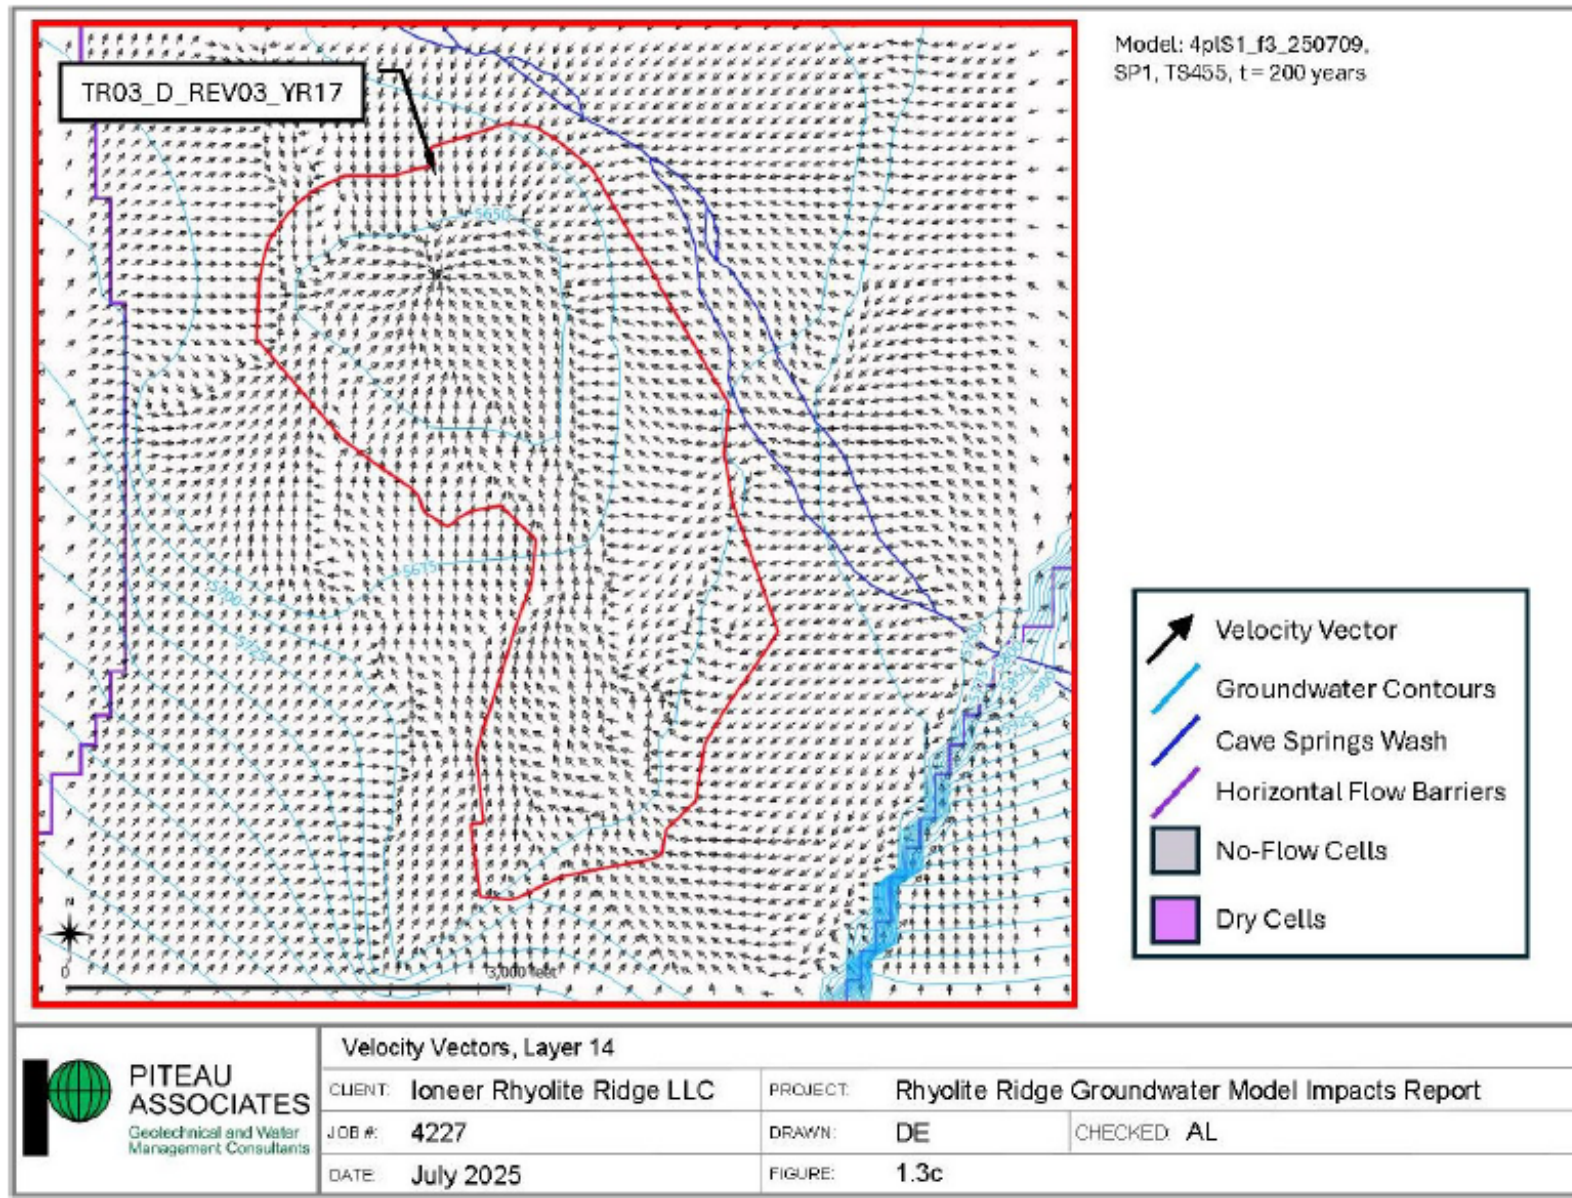 Model: 4plS1_f3_250709,
SP1, TS455, t = 200 years
TR03_D_REV03_YR17
5650
5675
5700
5725
N
0
3,000 feet
5900
Velocity Vector
Groundwater Contours
Cave Springs Wash
Horizontal Flow Barriers
No-Flow Cells
Dry Cells
PITEAU
ASSOCIATES
Geotechnical and Water
Management Consultants
Velocity Vectors, Layer 14
CLIENT: Ioneer Rhyolite Ridge LLC
PROJECT: Rhyolite Ridge Groundwater Model Impacts Report
JOB #: 4227
DRAWN: DE
CHECKED: AL
DATE: July 2025
FIGURE: 1.3c